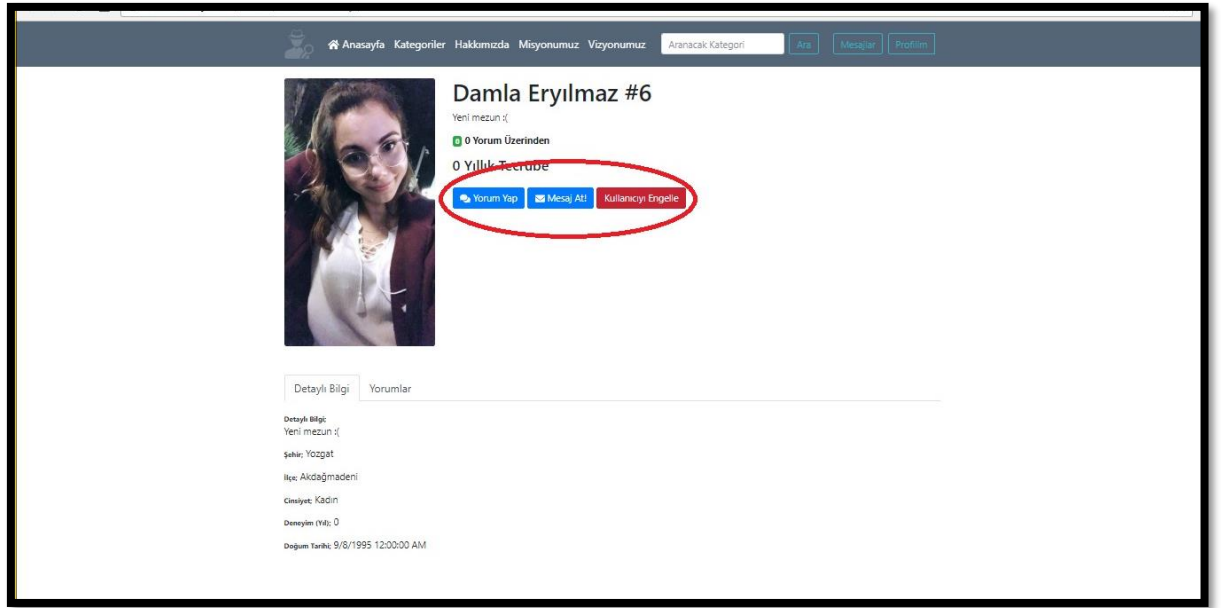 Anasayfa Kategoriler Hakkımızda Misyonumuz Vizyonumuz Aranacak Kategori Ara Mesajlar Profilim
Damla Eryılmaz #6
Yeni mezun :(
0 0 Yorum Üzerinden
0 Yıllık Tecrübe
Yorum Yap Mesaj At! Kullanıcıyı Engelle
Detaylı Bilgi Yorumlar
Detaylı Bilgi;
Yeni mezun :(
Şehir; Yozgat
İlçe; Akdağmadeni
Cinsiyet; Kadın
Deneyim (Yıl); 0
Doğum Tarihi; 9/8/1995 12:00:00 AM